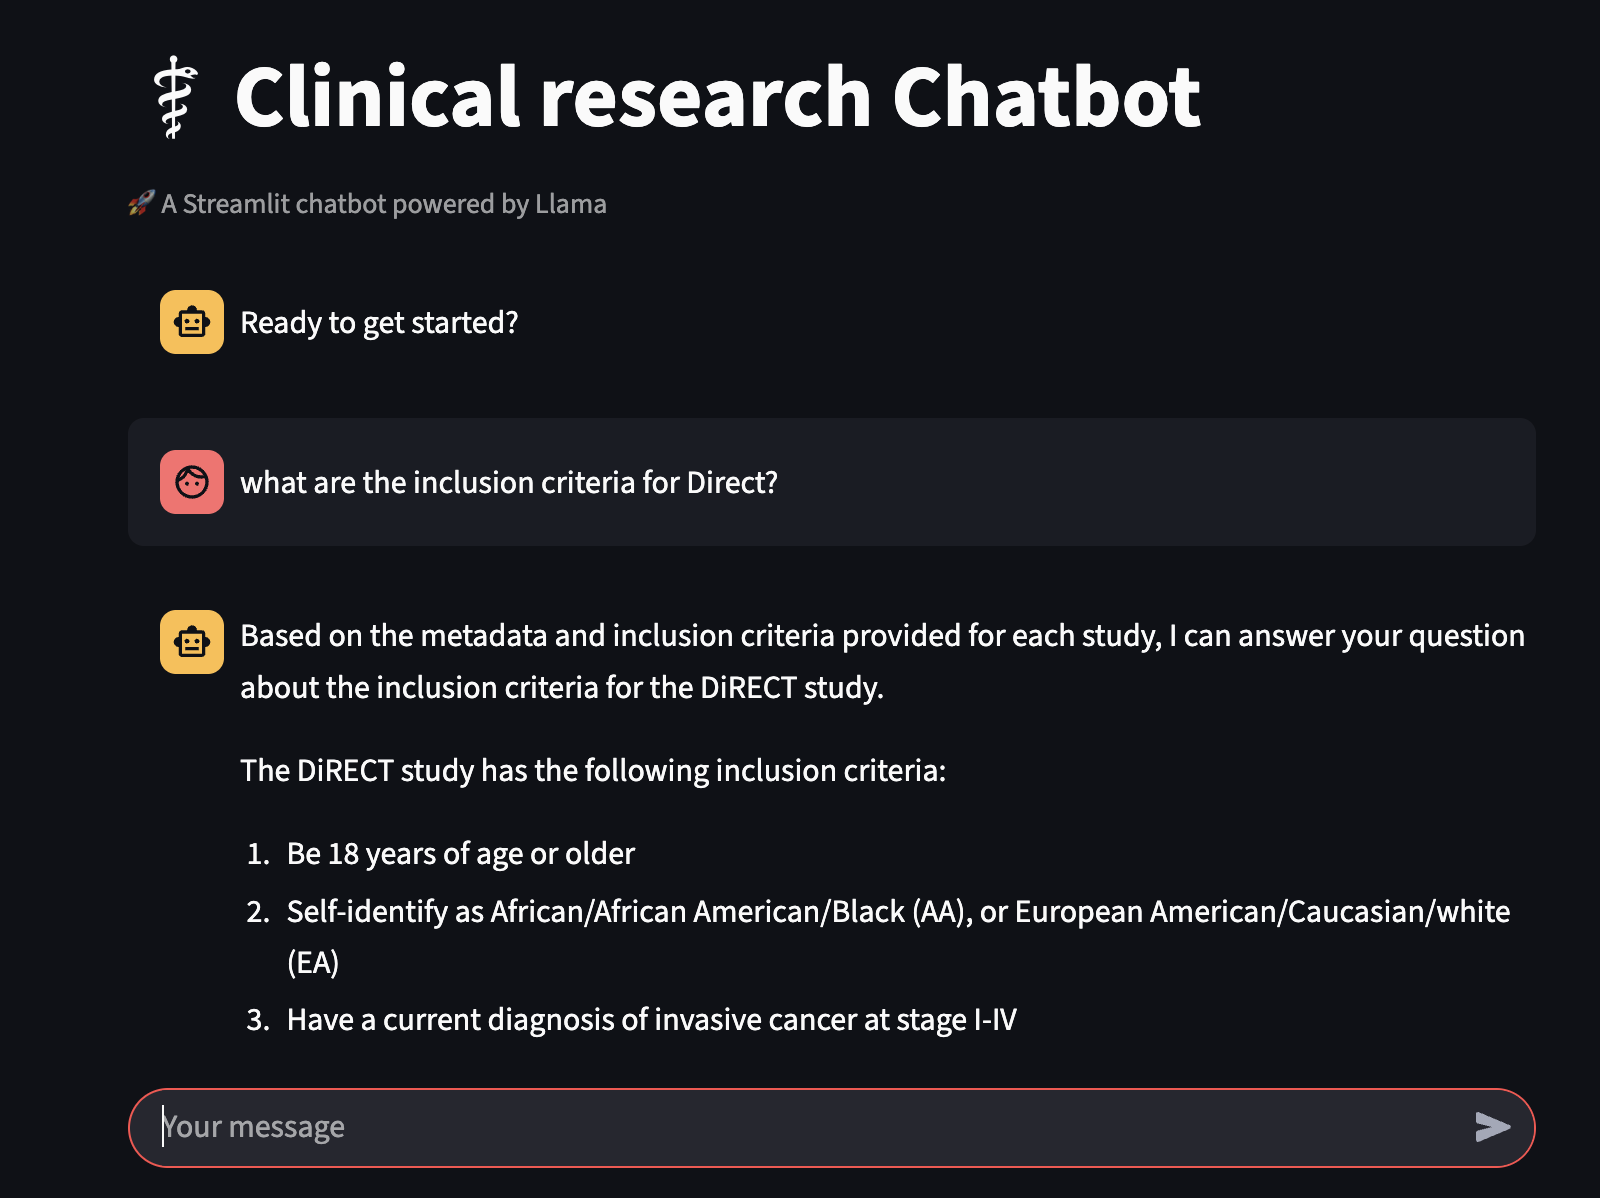 Clinical research Chatbot
🚀 A Streamlit chatbot powered by Llama
Ready to get started?
what are the inclusion criteria for Direct?
Based on the metadata and inclusion criteria provided for each study, I can answer your question
about the inclusion criteria for the DiRECT study.
The DiRECT study has the following inclusion criteria:
1. Be 18 years of age or older
2. Self-identify as African/African American/Black (AA), or European American/Caucasian/white
(EA)
3. Have a current diagnosis of invasive cancer at stage I-IV
Your message